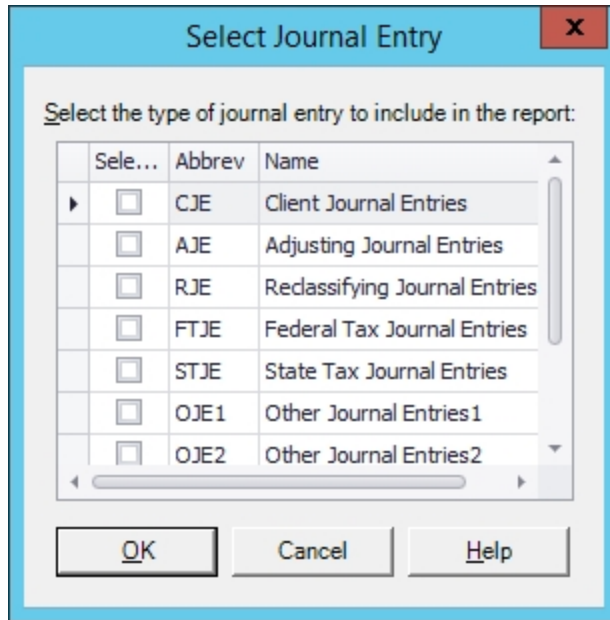 Select Journal Entry
x
Select the type of journal entry to include in the report:
Sele... Abbrev Name
CJE Client Journal Entries
AJE Adjusting Journal Entries
RJE Reclassifying Journal Entries
FTJE Federal Tax Journal Entries
STJE State Tax Journal Entries
OJE1 Other Journal Entries1
OJE2 Other Journal Entries2
OK Cancel Help